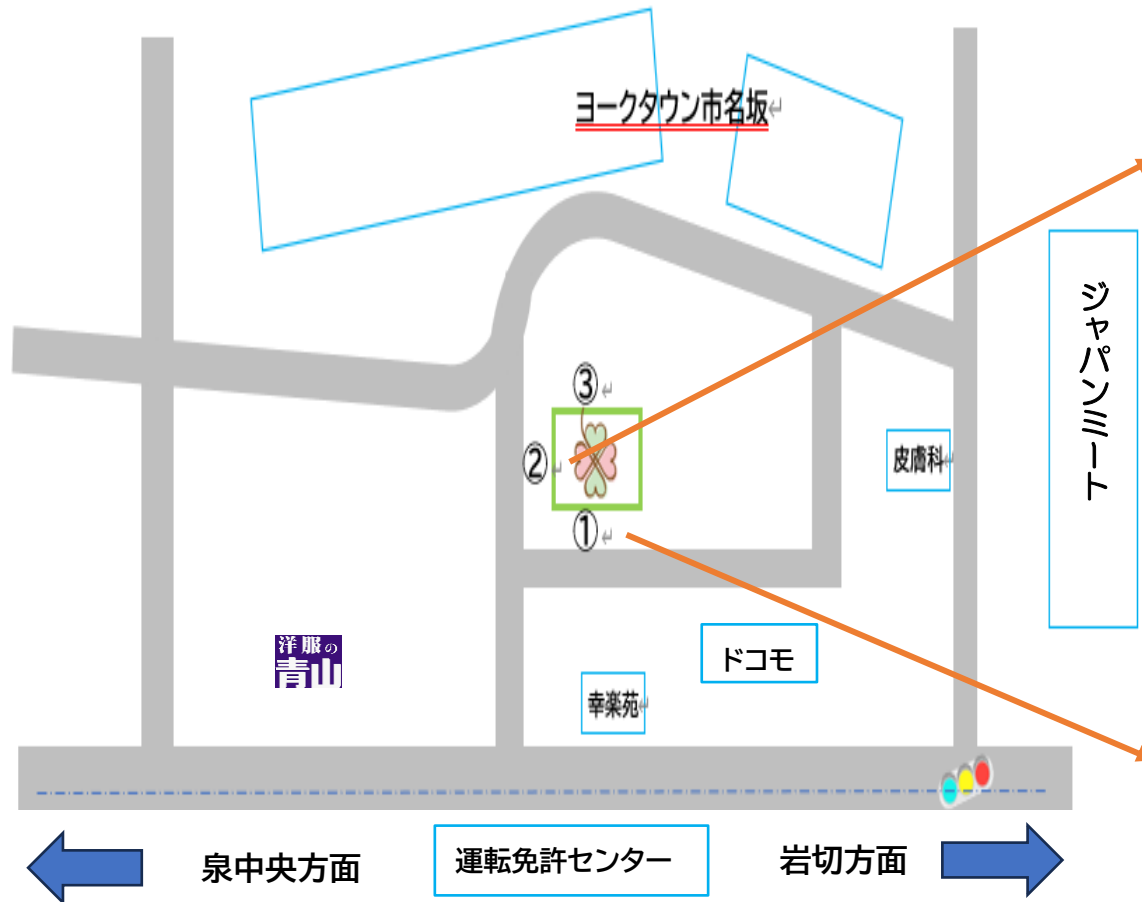 ヨークタウン市名坂
ジャパンミート
③
②
皮膚科
①
洋服の
青山
ドコモ
幸楽苑
泉中央方面
運転免許センター
岩切方面